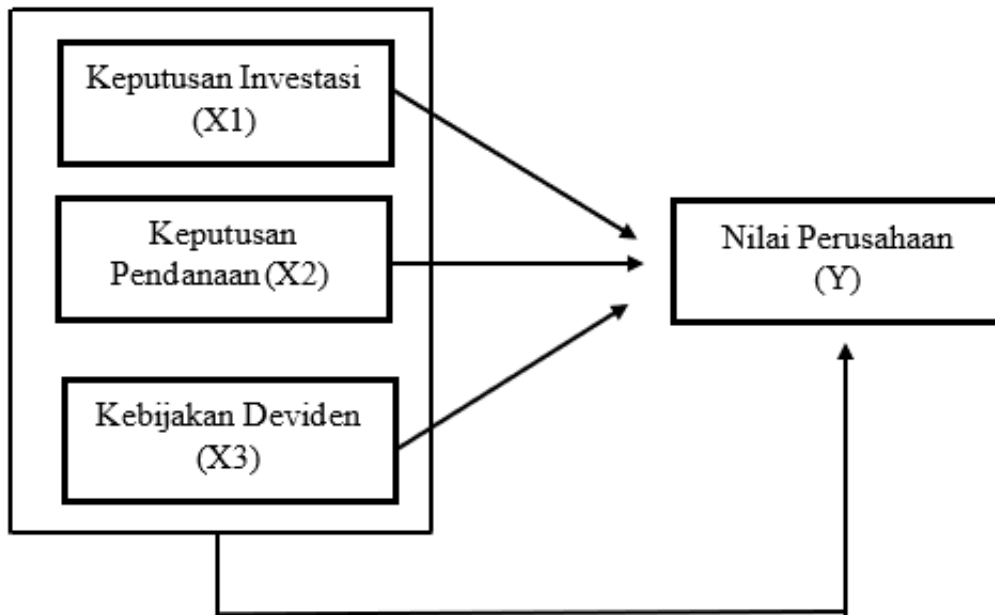 Keputusan Investasi
(X1)
Keputusan
Pendanaan (X2)
Kebijakan Deviden
(X3)
Nilai Perusahaan
(Y)